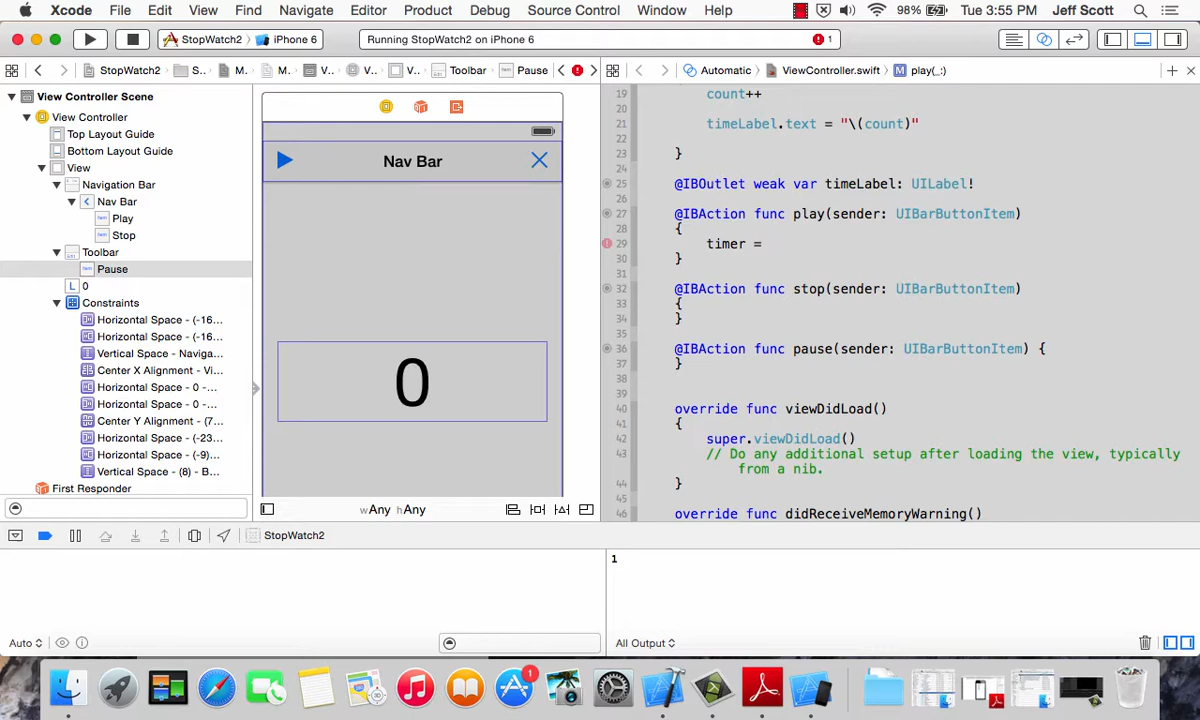 Xcode File Edit View Find Navigate Editor Product Debug Source Control Window Help 98% Tue 3:55 PM Jeff Scott
StopWatch2 iPhone 6 Running StopWatch2 on iPhone 6 1
StopWatch2 S... M... M... V... V... V... Toolbar Pause Automatic ViewController.swift play(_:)
View Controller Scene
View Controller
Top Layout Guide
Bottom Layout Guide
View
Navigation Bar
Nav Bar
Play
Stop
Toolbar
Pause
L 0
Constraints
Horizontal Space - (-16...
Horizontal Space - (-16...
Vertical Space - Naviga...
Center X Alignment - Vi...
Horizontal Space - 0 -...
Horizontal Space - 0 -...
Center Y Alignment - (7...
Horizontal Space - (-23...
Horizontal Space - (-9)...
Vertical Space - (8) - B...
First Responder
Nav Bar
0
wAny hAny
19 count++
20
21 timeLabel.text = "\(count)"
22
23 }
24
25 @IBOutlet weak var timeLabel: UILabel!
26
27 @IBAction func play(sender: UIBarButtonItem)
28 {
29 timer =
30 }
31
32 @IBAction func stop(sender: UIBarButtonItem)
33 {
34 }
35
36 @IBAction func pause(sender: UIBarButtonItem) {
37 }
38
39
40 override func viewDidLoad()
41 {
42 super.viewDidLoad()
43 // Do any additional setup after loading the view, typically
from a nib.
44 }
45
46 override func didReceiveMemoryWarning()
StopWatch2
1
Auto All Output
1